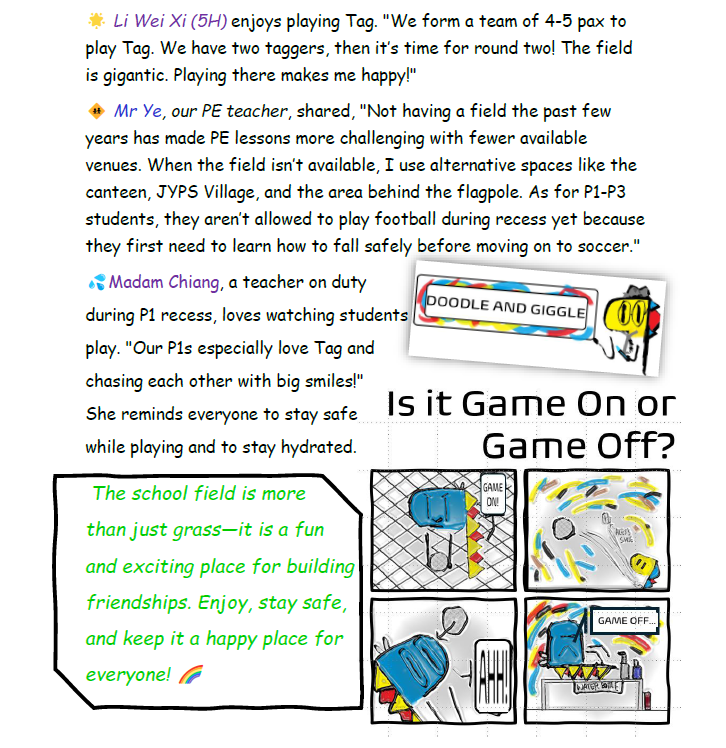 Li Wei Xi (5H) enjoys playing Tag. "We form a team of 4-5 pax to
play Tag. We have two taggers, then it's time for round two! The field
is gigantic. Playing there makes me happy!"
Mr Ye, our PE teacher, shared, "Not having a field the past few
years has made PE lessons more challenging with fewer available
venues. When the field isn't available, I use alternative spaces like the
canteen, JYPS Village, and the area behind the flagpole. As for P1-P3
students, they aren't allowed to play football during recess yet because
they first need to learn how to fall safely before moving on to soccer."
Madam Chiang, a teacher on duty
during P1 recess, loves watching students
play. "Our P1s especially love Tag and
chasing each other with big smiles!"
She reminds everyone to stay safe
while playing and to stay hydrated.
The school field is more
than just grass—it is a fun
and exciting place for building
friendships. Enjoy, stay safe,
and keep it a happy place for
everyone!
DOODLE AND GIGGLE
Is it Game On or
Game Off?
GAME
ON!
AHH!
GAME OFF...
WATER BOTTLE